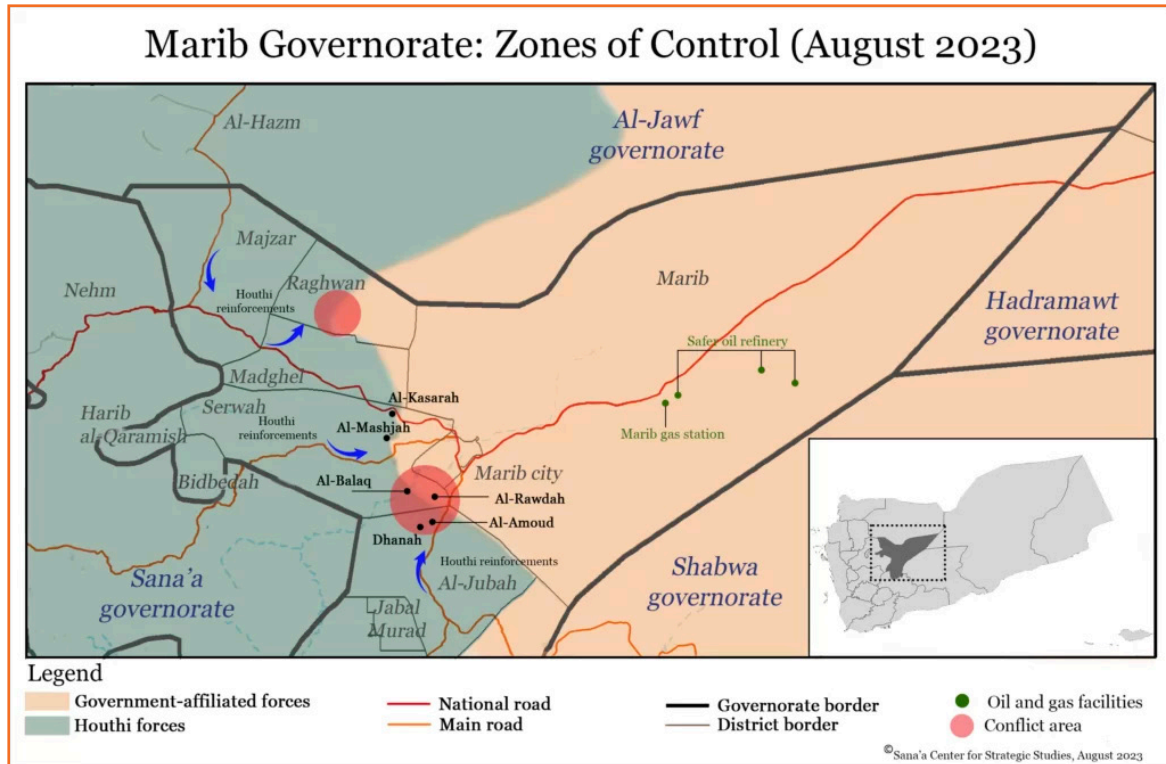 Marib Governorate: Zones of Control (August 2023)
Al-Hazm
Al-Jawf
governorate
Majzar
Nehm
Raghwan
Houthi
reinforcements
Marib
Hadramawt
governorate
Safer oil refinery
Madghel
Al-Kasarah
Serwah
Harib
al-Qaramish
Houthi
reinforcements
Al-Mashjah
Marib gas station
Bidbedah
Marib city
Al-Balaq
Al-Rawdah
Al-Amoud
Dhanah
Houthi reinforcements
Al-Jubah
Sana'a
governorate
Shabwa
governorate
Jabal
Murad
Legend
Government-affiliated forces
Houthi forces
National road
Main road
Governorate border
District border
Oil and gas facilities
Conflict area
©Sana'a Center for Strategic Studies, August 2023